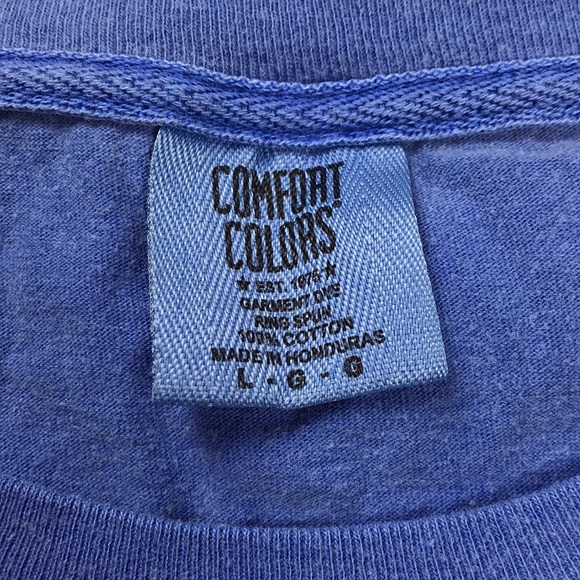 COMFORT
COLORS®
★ EST. 1975 ★
GARMENT DYE
RING SPUN
100% COTTON
MADE IN HONDURAS
L - G - G